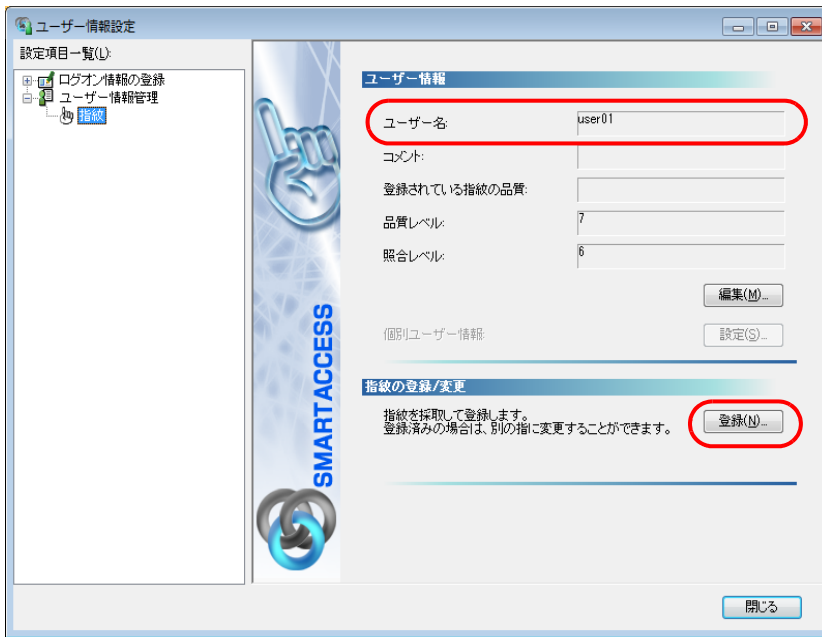 ユーザー情報設定
設定項目一覧(L):
ログオン情報の登録
ユーザー情報管理
指紋
SMARTACCESS
ユーザー情報
ユーザー名: user01
コメント:
登録されている指紋の品質:
品質レベル: 7
照合レベル: 6
編集(M)...
個別ユーザー情報: 設定(S)...
指紋の登録/変更
指紋を採取して登録します。
登録済みの場合は、別の指に変更することができます。
登録(N)...
閉じる